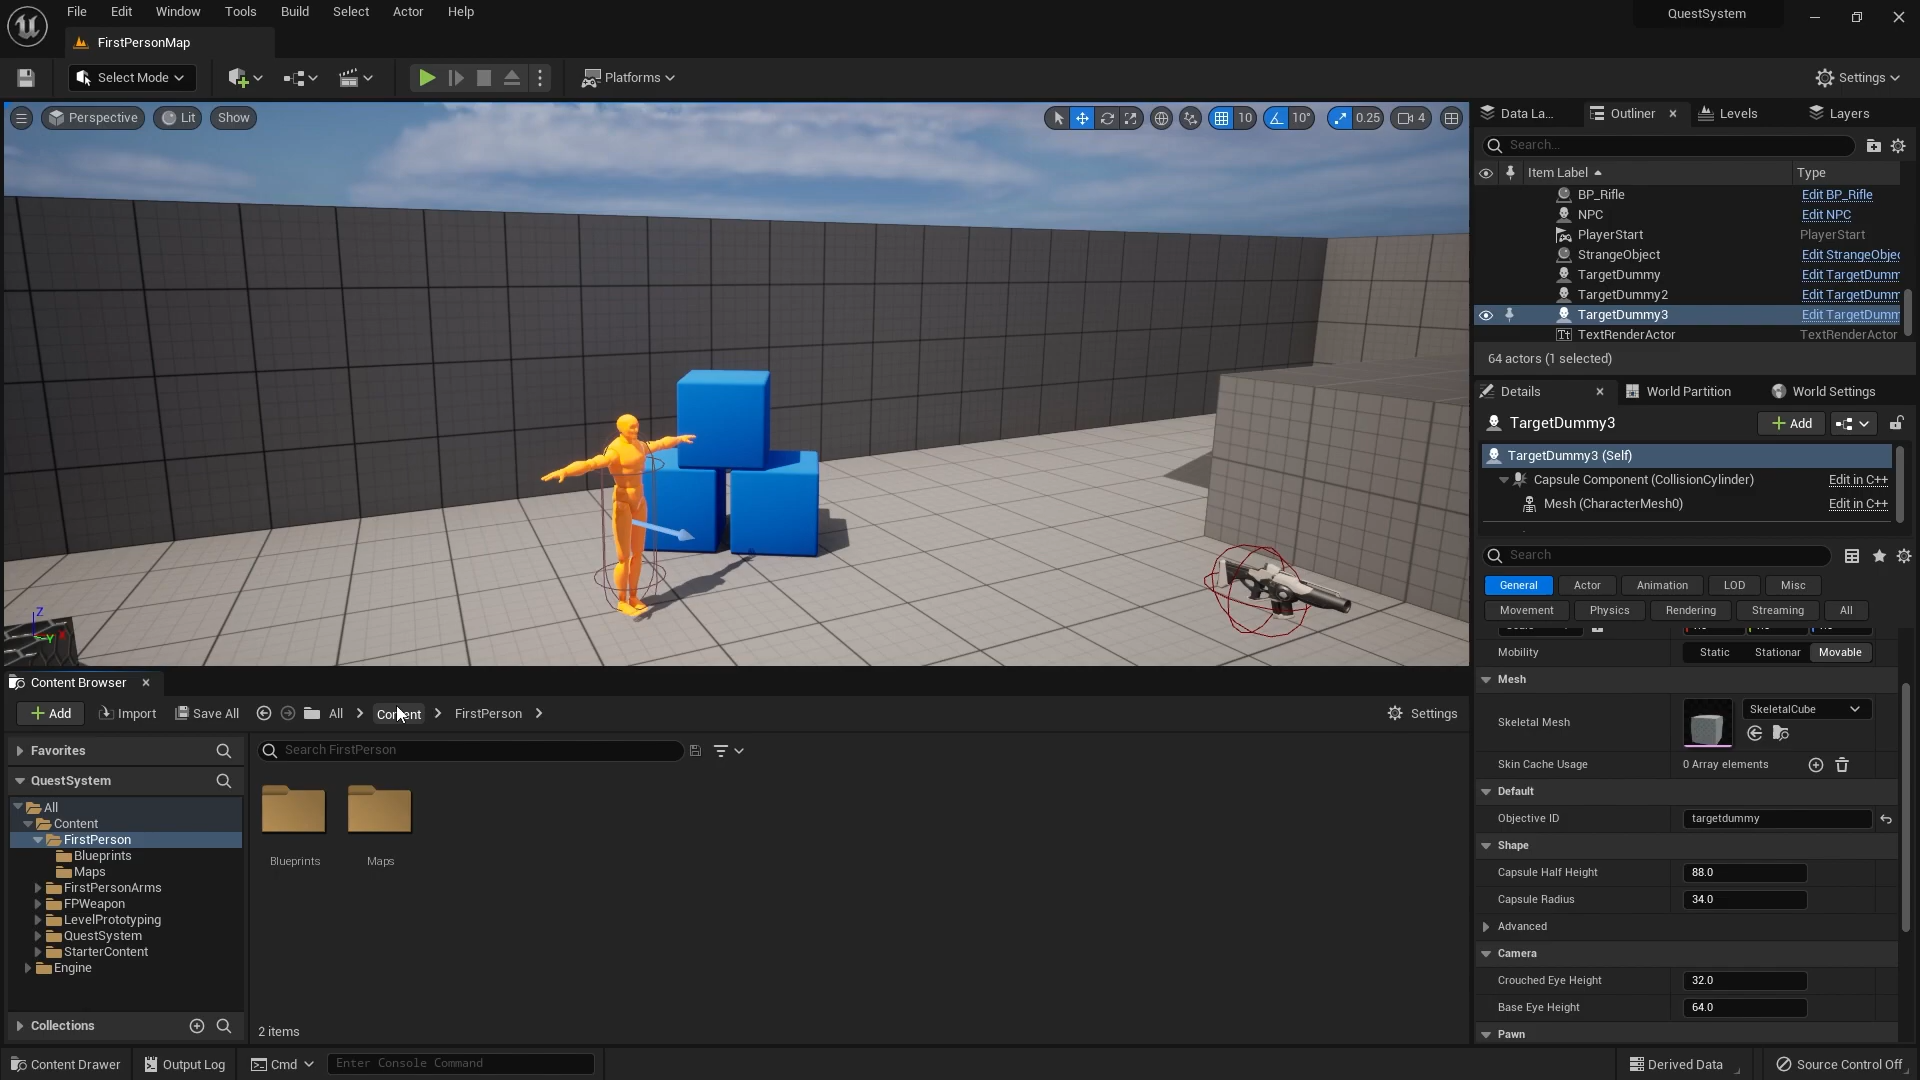 File Edit Window Tools Build Select Actor Help
QuestSystem
FirstPersonMap
Select Mode
Platforms
Settings
Perspective Lit Show
10 10° 0.25 4
Data La... Outliner Levels Layers
Search...
Item Label Type
BP_Rifle Edit BP_Rifle
NPC Edit NPC
PlayerStart PlayerStart
StrangeObject Edit StrangeObjec
TargetDummy Edit TargetDumm
TargetDummy2 Edit TargetDumm
TargetDummy3 Edit TargetDumm
TextRenderActor TextRenderActor
64 actors (1 selected)
Details World Partition World Settings
TargetDummy3 Add
TargetDummy3 (Self)
Capsule Component (CollisionCylinder) Edit in C++
Mesh (CharacterMesh0) Edit in C++
Search
General Actor Animation LOD Misc
Movement Physics Rendering Streaming All
Mobility Static Stationar Movable
Mesh
Skeletal Mesh SkeletalCube
Skin Cache Usage 0 Array elements
Default
Objective ID targetdummy
Shape
Capsule Half Height 88.0
Capsule Radius 34.0
Advanced
Camera
Crouched Eye Height 32.0
Base Eye Height 64.0
Pawn
Z
Y
Content Browser
Add Import Save All All Content FirstPerson Settings
Favorites
Search FirstPerson
QuestSystem
All
Content
FirstPerson
Blueprints
Maps
FirstPersonArms
FPWeapon
LevelPrototyping
QuestSystem
StarterContent
Engine
Collections
Blueprints Maps
2 items
Content Drawer Output Log Cmd Enter Console Command
Derived Data Source Control Off